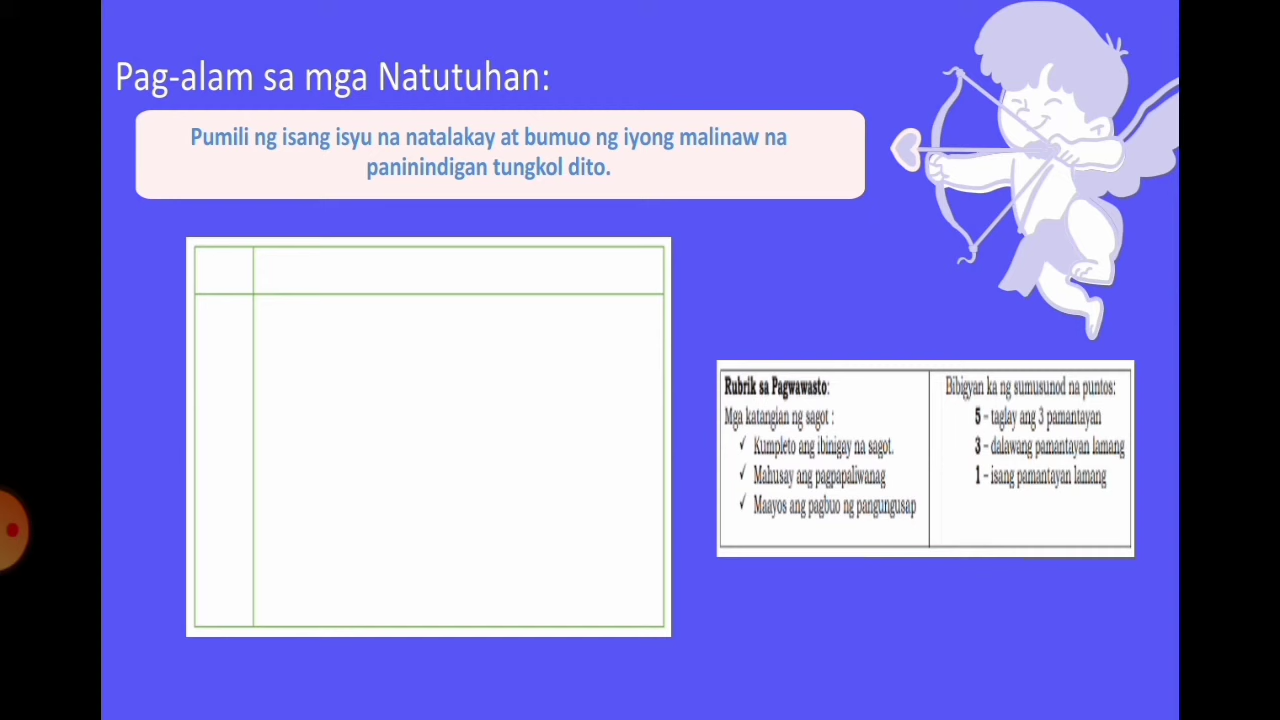 Pag-alam sa mga Natutuhan:
Pumili ng isang isyu na natalakay at bumuo ng iyong malinaw na
paninindigan tungkol dito.
Rubrik sa Pagwawasto:
Mga katangian ng sagot :
✓ Kumpleto ang ibinigay na sagot.
✓ Mahusay ang pagpapaliwanag
✓ Maayos ang pagbuo ng pangungusap
Bibigyan ka ng sumusunod na puntos:
5 – taglay ang 3 pamantayan
3 – dalawang pamantayan lamang
1 – isang pamantayan lamang